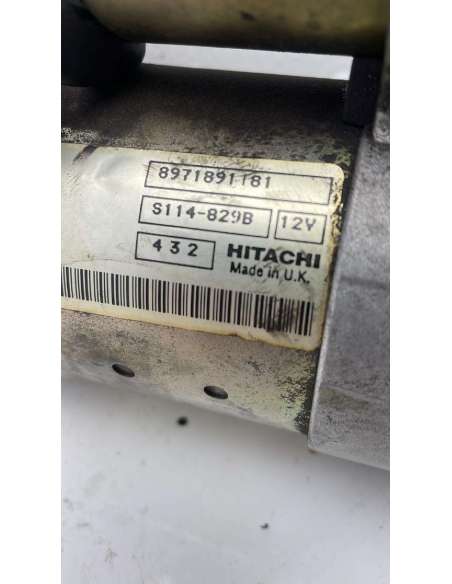 8971891181
S114-829B 12V
432 HITACHI
Made in U.K.